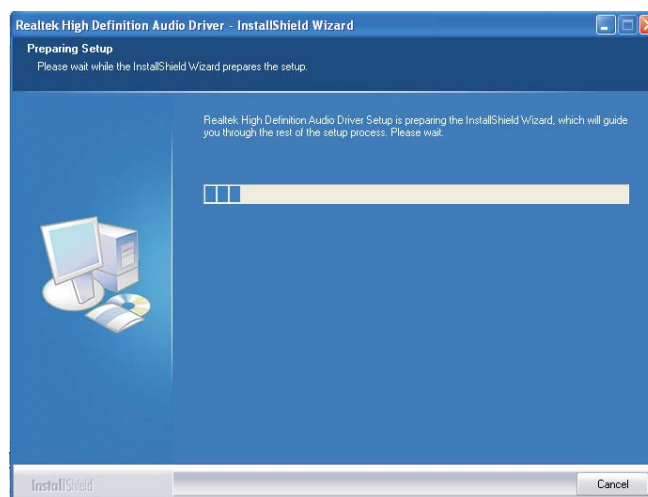 Realtek High Definition Audio Driver - InstallShield Wizard
Preparing Setup
Please wait while the InstallShield Wizard prepares the setup.
Realtek High Definition Audio Driver Setup is preparing the InstallShield Wizard, which will guide
you through the rest of the setup process. Please wait.
InstallShield
Cancel